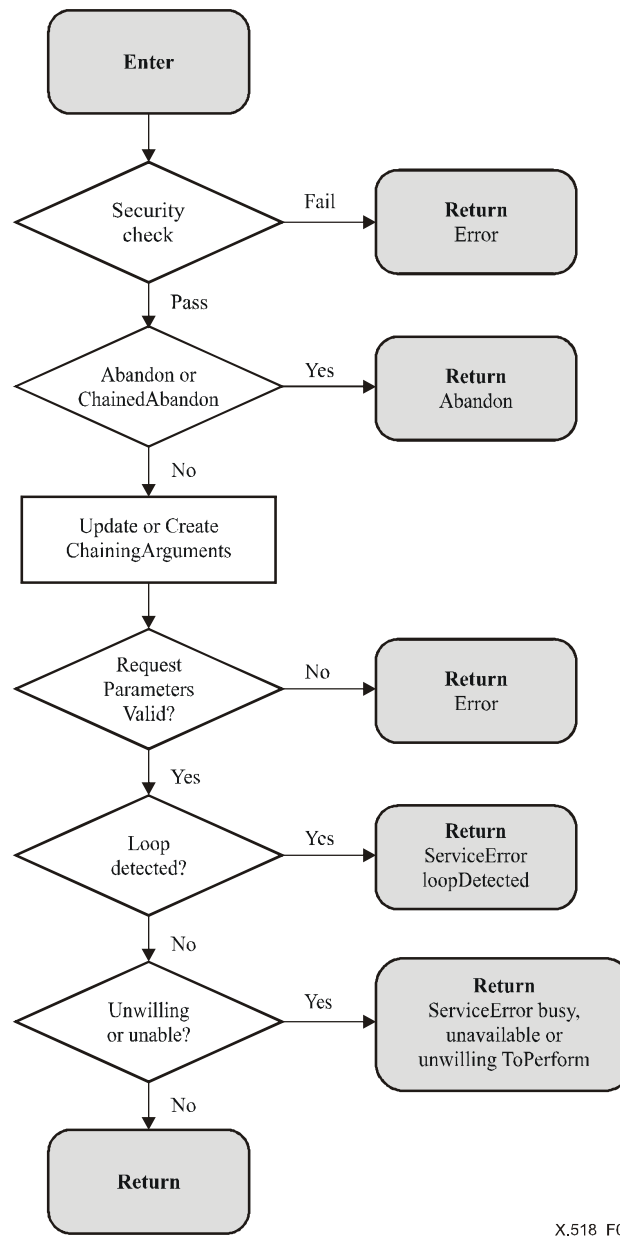 Enter
Security
check
Fail
Return
Error
Pass
Abandon or
ChainedAbandon
Yes
Return
Abandon
No
Update or Create
ChainingArguments
Request
Parameters
Valid?
No
Return
Error
Yes
Loop
detected?
Yes
Return
ServiceError
loopDetected
No
Unwilling
or unable?
Yes
Return
ServiceError busy,
unavailable or
unwilling ToPerform
No
Return
X.518_F0